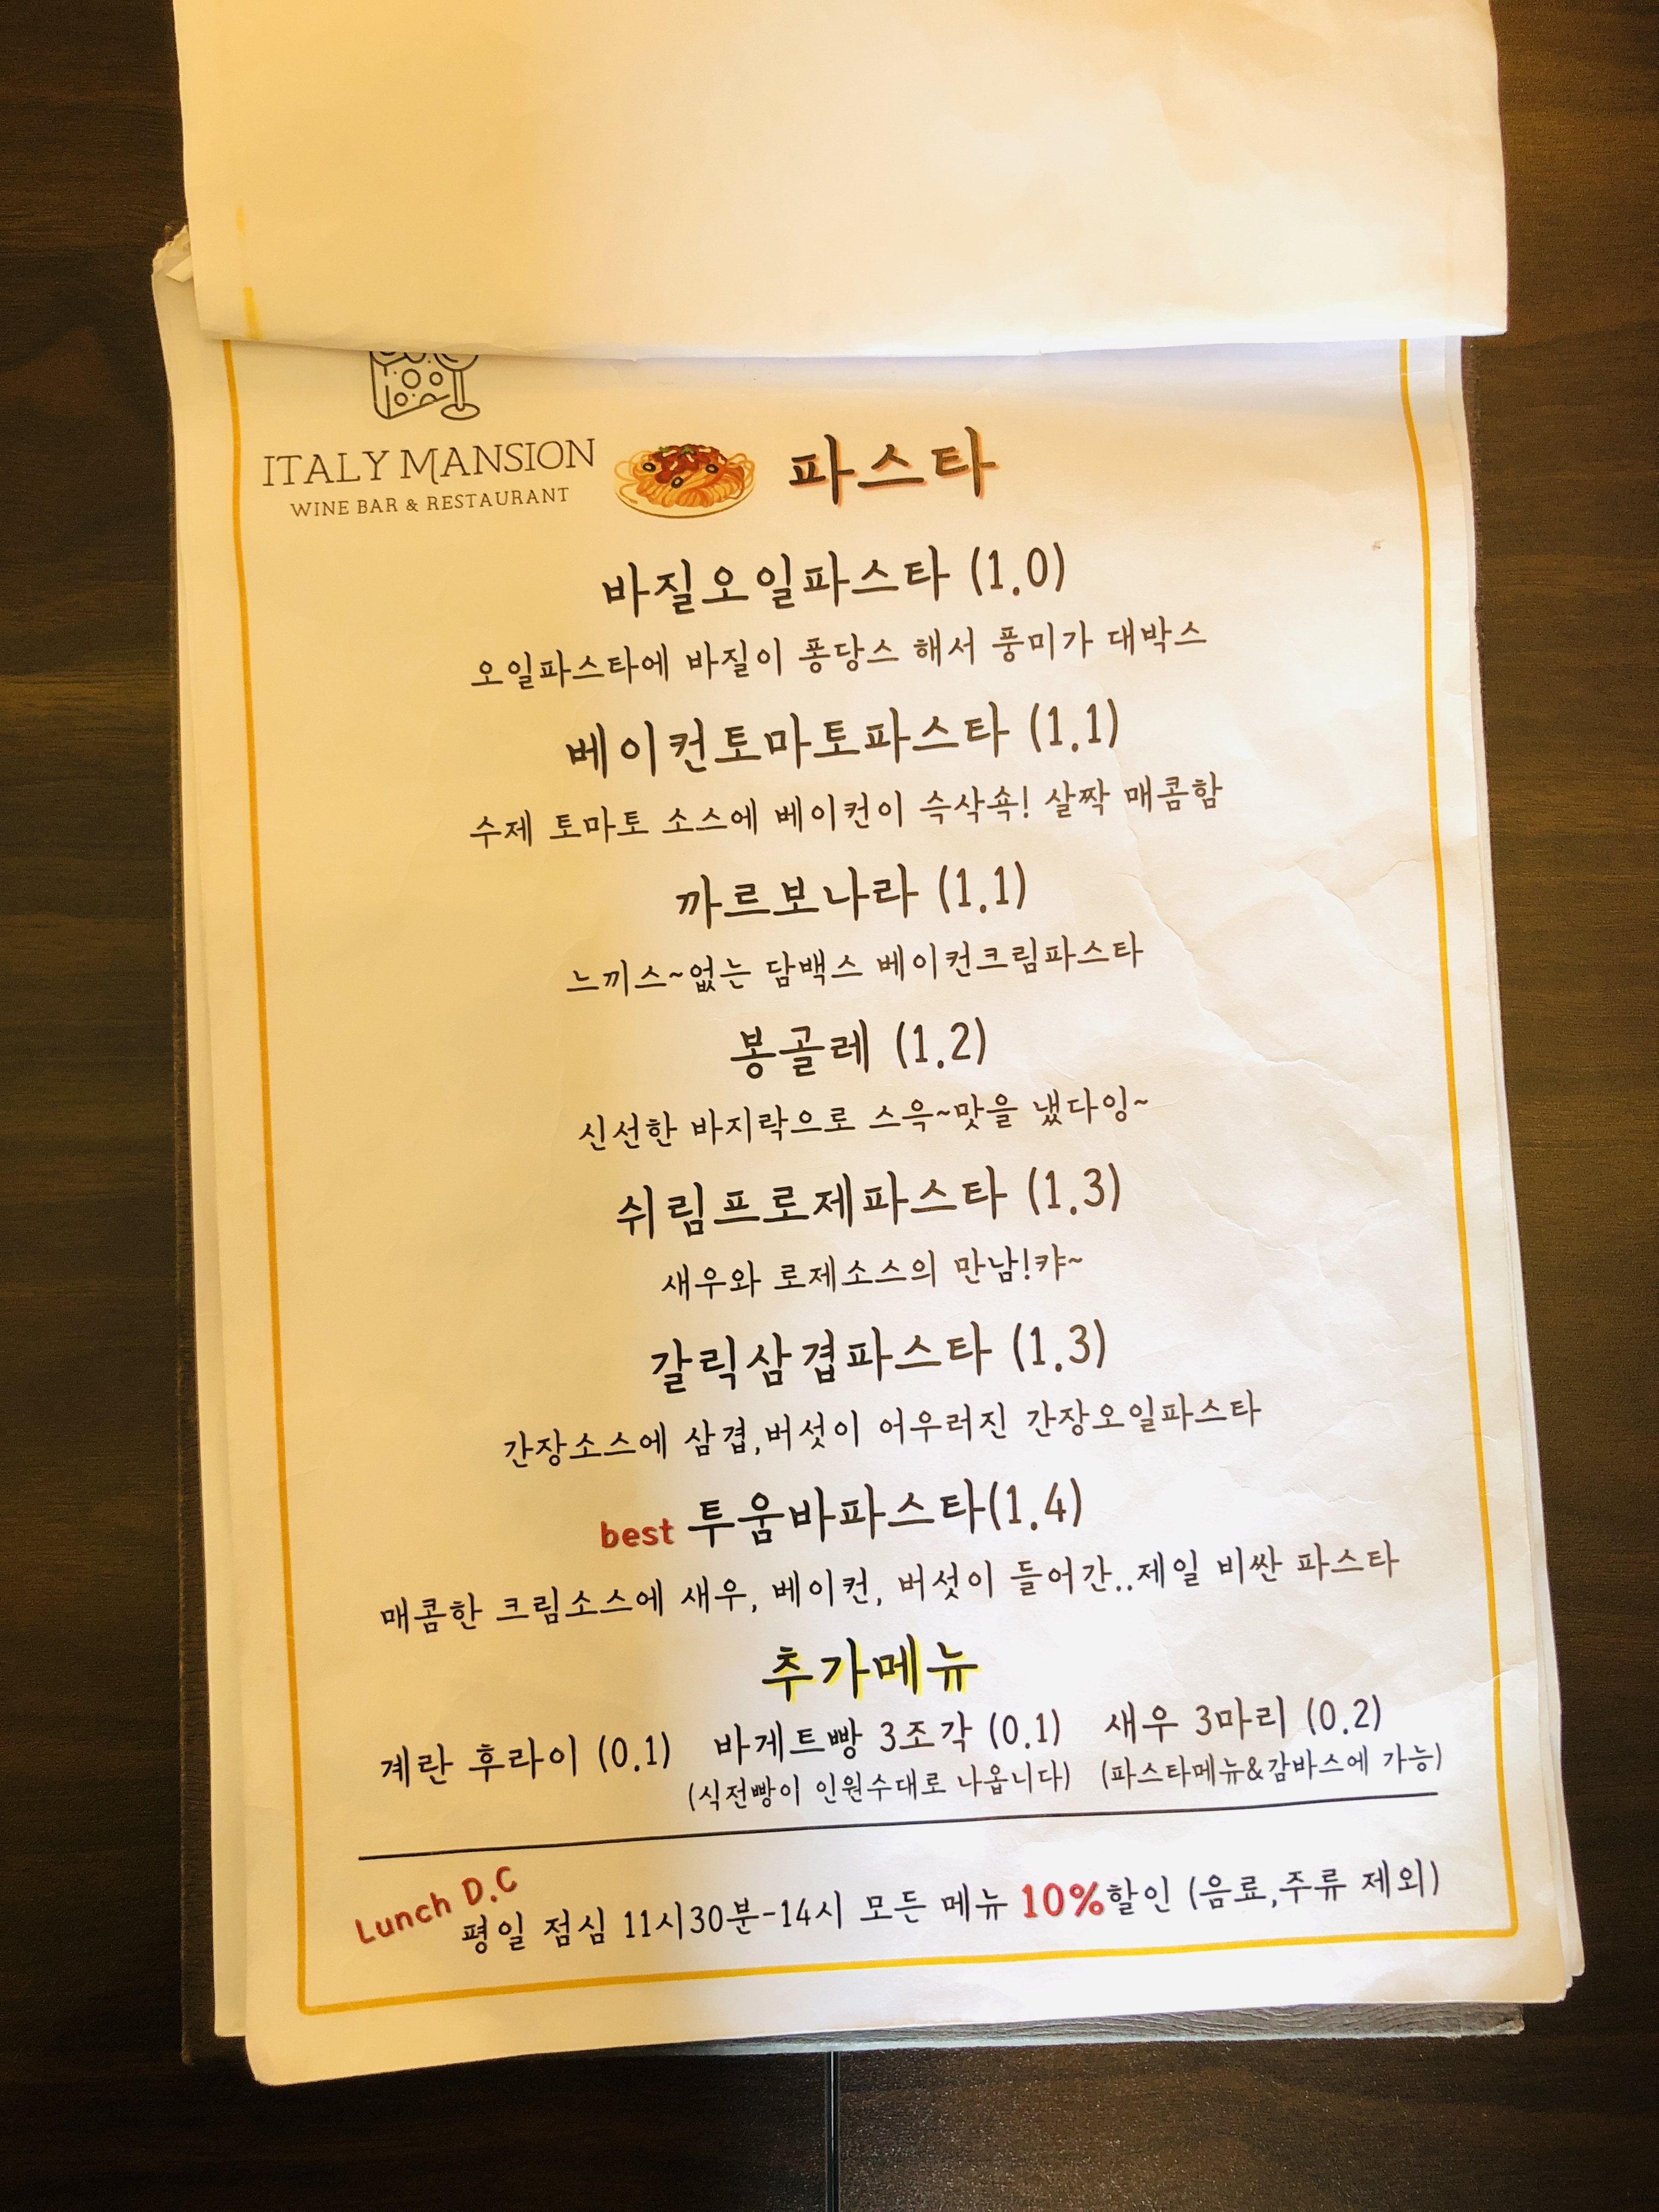 ITALY MANSION
WINE BAR & RESTAURANT
파스타
바질오일파스타 (1.0)
오일파스타에 바질이 퐁당스 해서 풍미가 대박스
베이컨토마토파스타 (1.1)
수제 토마토 소스에 베이컨이 슥삭쇽! 살짝 매콤함
까르보나라 (1.1)
느끼스~없는 담백스 베이컨크림파스타
봉골레 (1.2)
신선한 바지락으로 스윽~맛을 냈다잉~
쉬림프로제파스타 (1.3)
새우와 로제소스의 만남!캬~
갈릭삼겹파스타 (1.3)
간장소스에 삼겹,버섯이 어우러진 간장오일파스타
best 투움바파스타(1.4)
매콤한 크림소스에 새우, 베이컨, 버섯이 들어간..제일 비싼 파스타
추가메뉴
계란 후라이 (0.1) 바게트빵 3조각 (0.1) 새우 3마리 (0.2)
(식전빵이 인원수대로 나옵니다) (파스타메뉴&감바스에 가능)
Lunch D.C
평일 점심 11시30분-14시 모든 메뉴 10%할인 (음료,주류 제외)